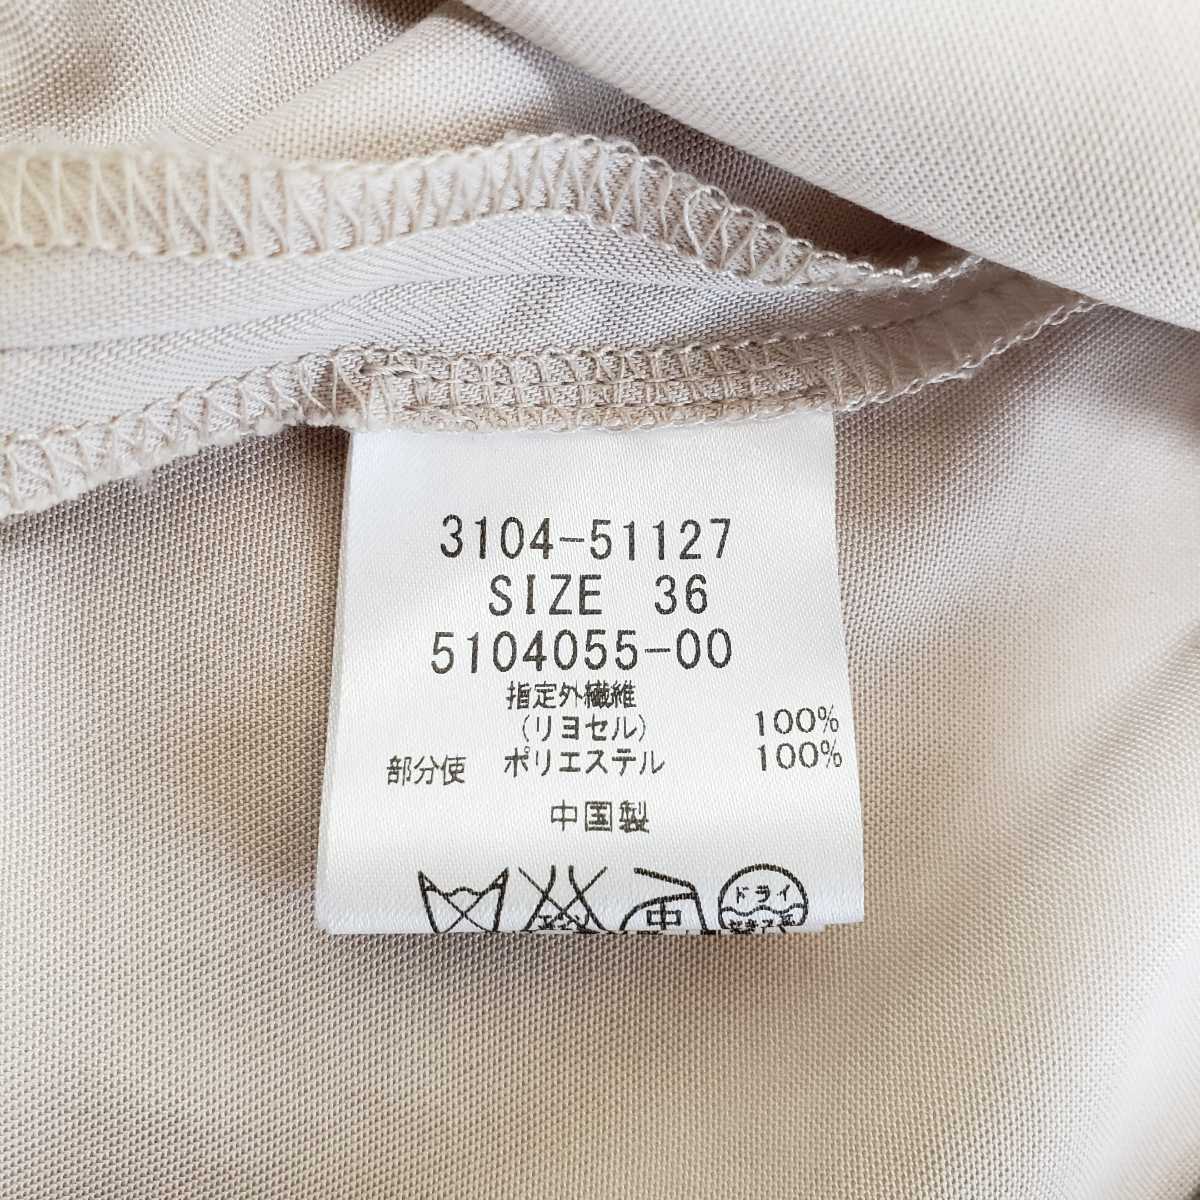 3104-51127
SIZE 36
5104055-00
指定外繊維
(リヨセル) 100%
部分使 ポリエステル 100%
中国製
中 ドライ